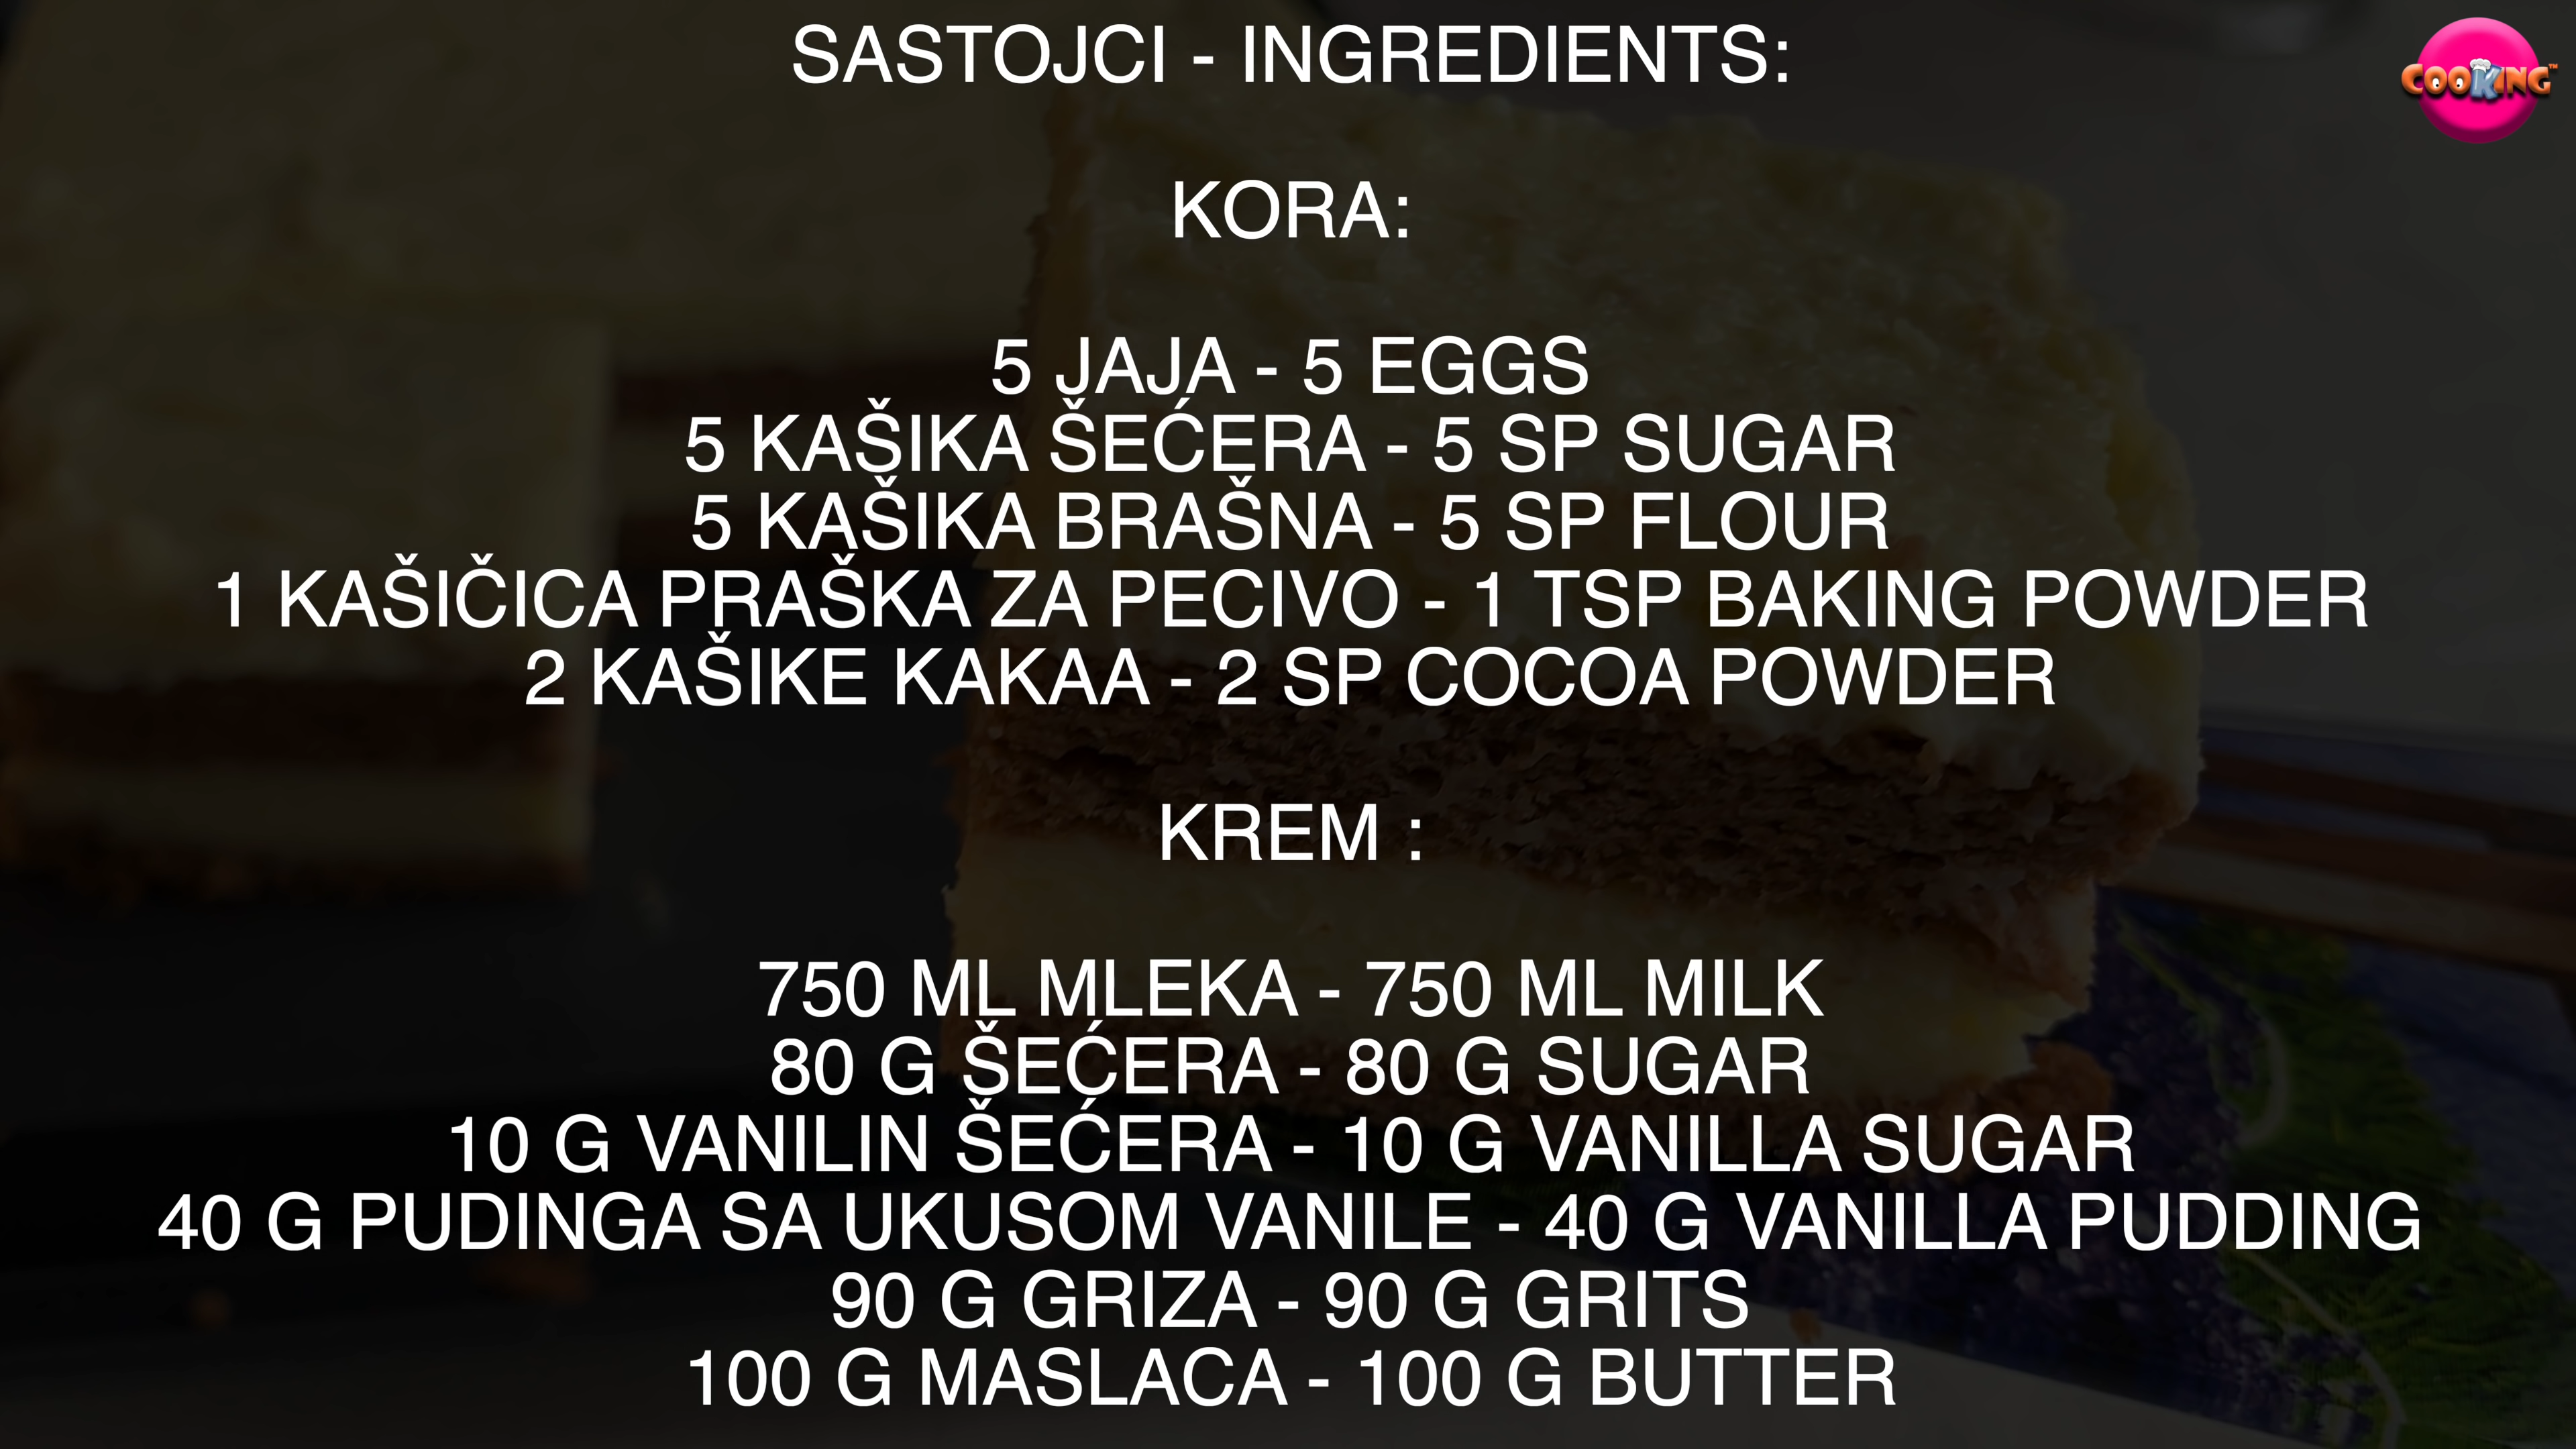 SASTOJCI - INGREDIENTS:
COOKING™
KORA:
5 JAJA - 5 EGGS
5 KAŠIKA ŠEĆERA - 5 SP SUGAR
5 KAŠIKA BRAŠNA - 5 SP FLOUR
1 KAŠIČICA PRAŠKA ZA PECIVO - 1 TSP BAKING POWDER
2 KAŠIKE KAKAA - 2 SP COCOA POWDER
KREM :
750 ML MLEKA - 750 ML MILK
80 G ŠEĆERA - 80 G SUGAR
10 G VANILIN ŠEĆERA - 10 G VANILLA SUGAR
40 G PUDINGA SA UKUSOM VANILE - 40 G VANILLA PUDDING
90 G GRIZA - 90 G GRITS
100 G MASLACA - 100 G BUTTER